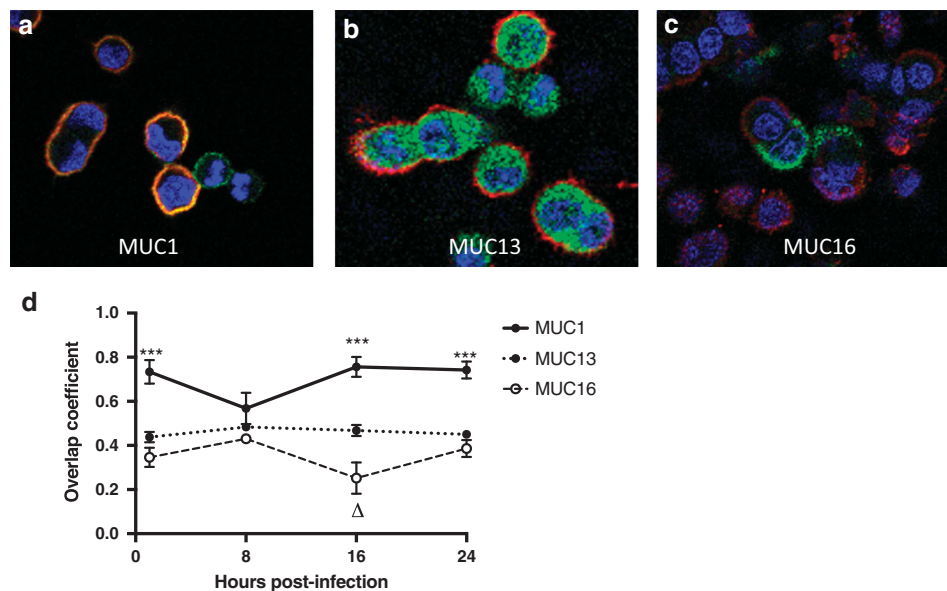 a
b
c
MUC1
MUC13
MUC16
d
1.0
0.8
0.6
0.4
0.2
0.0
Overlap coefficient
***
***
***
Δ
0
8
16
24
Hours post-infection
MUC1
MUC13
MUC16